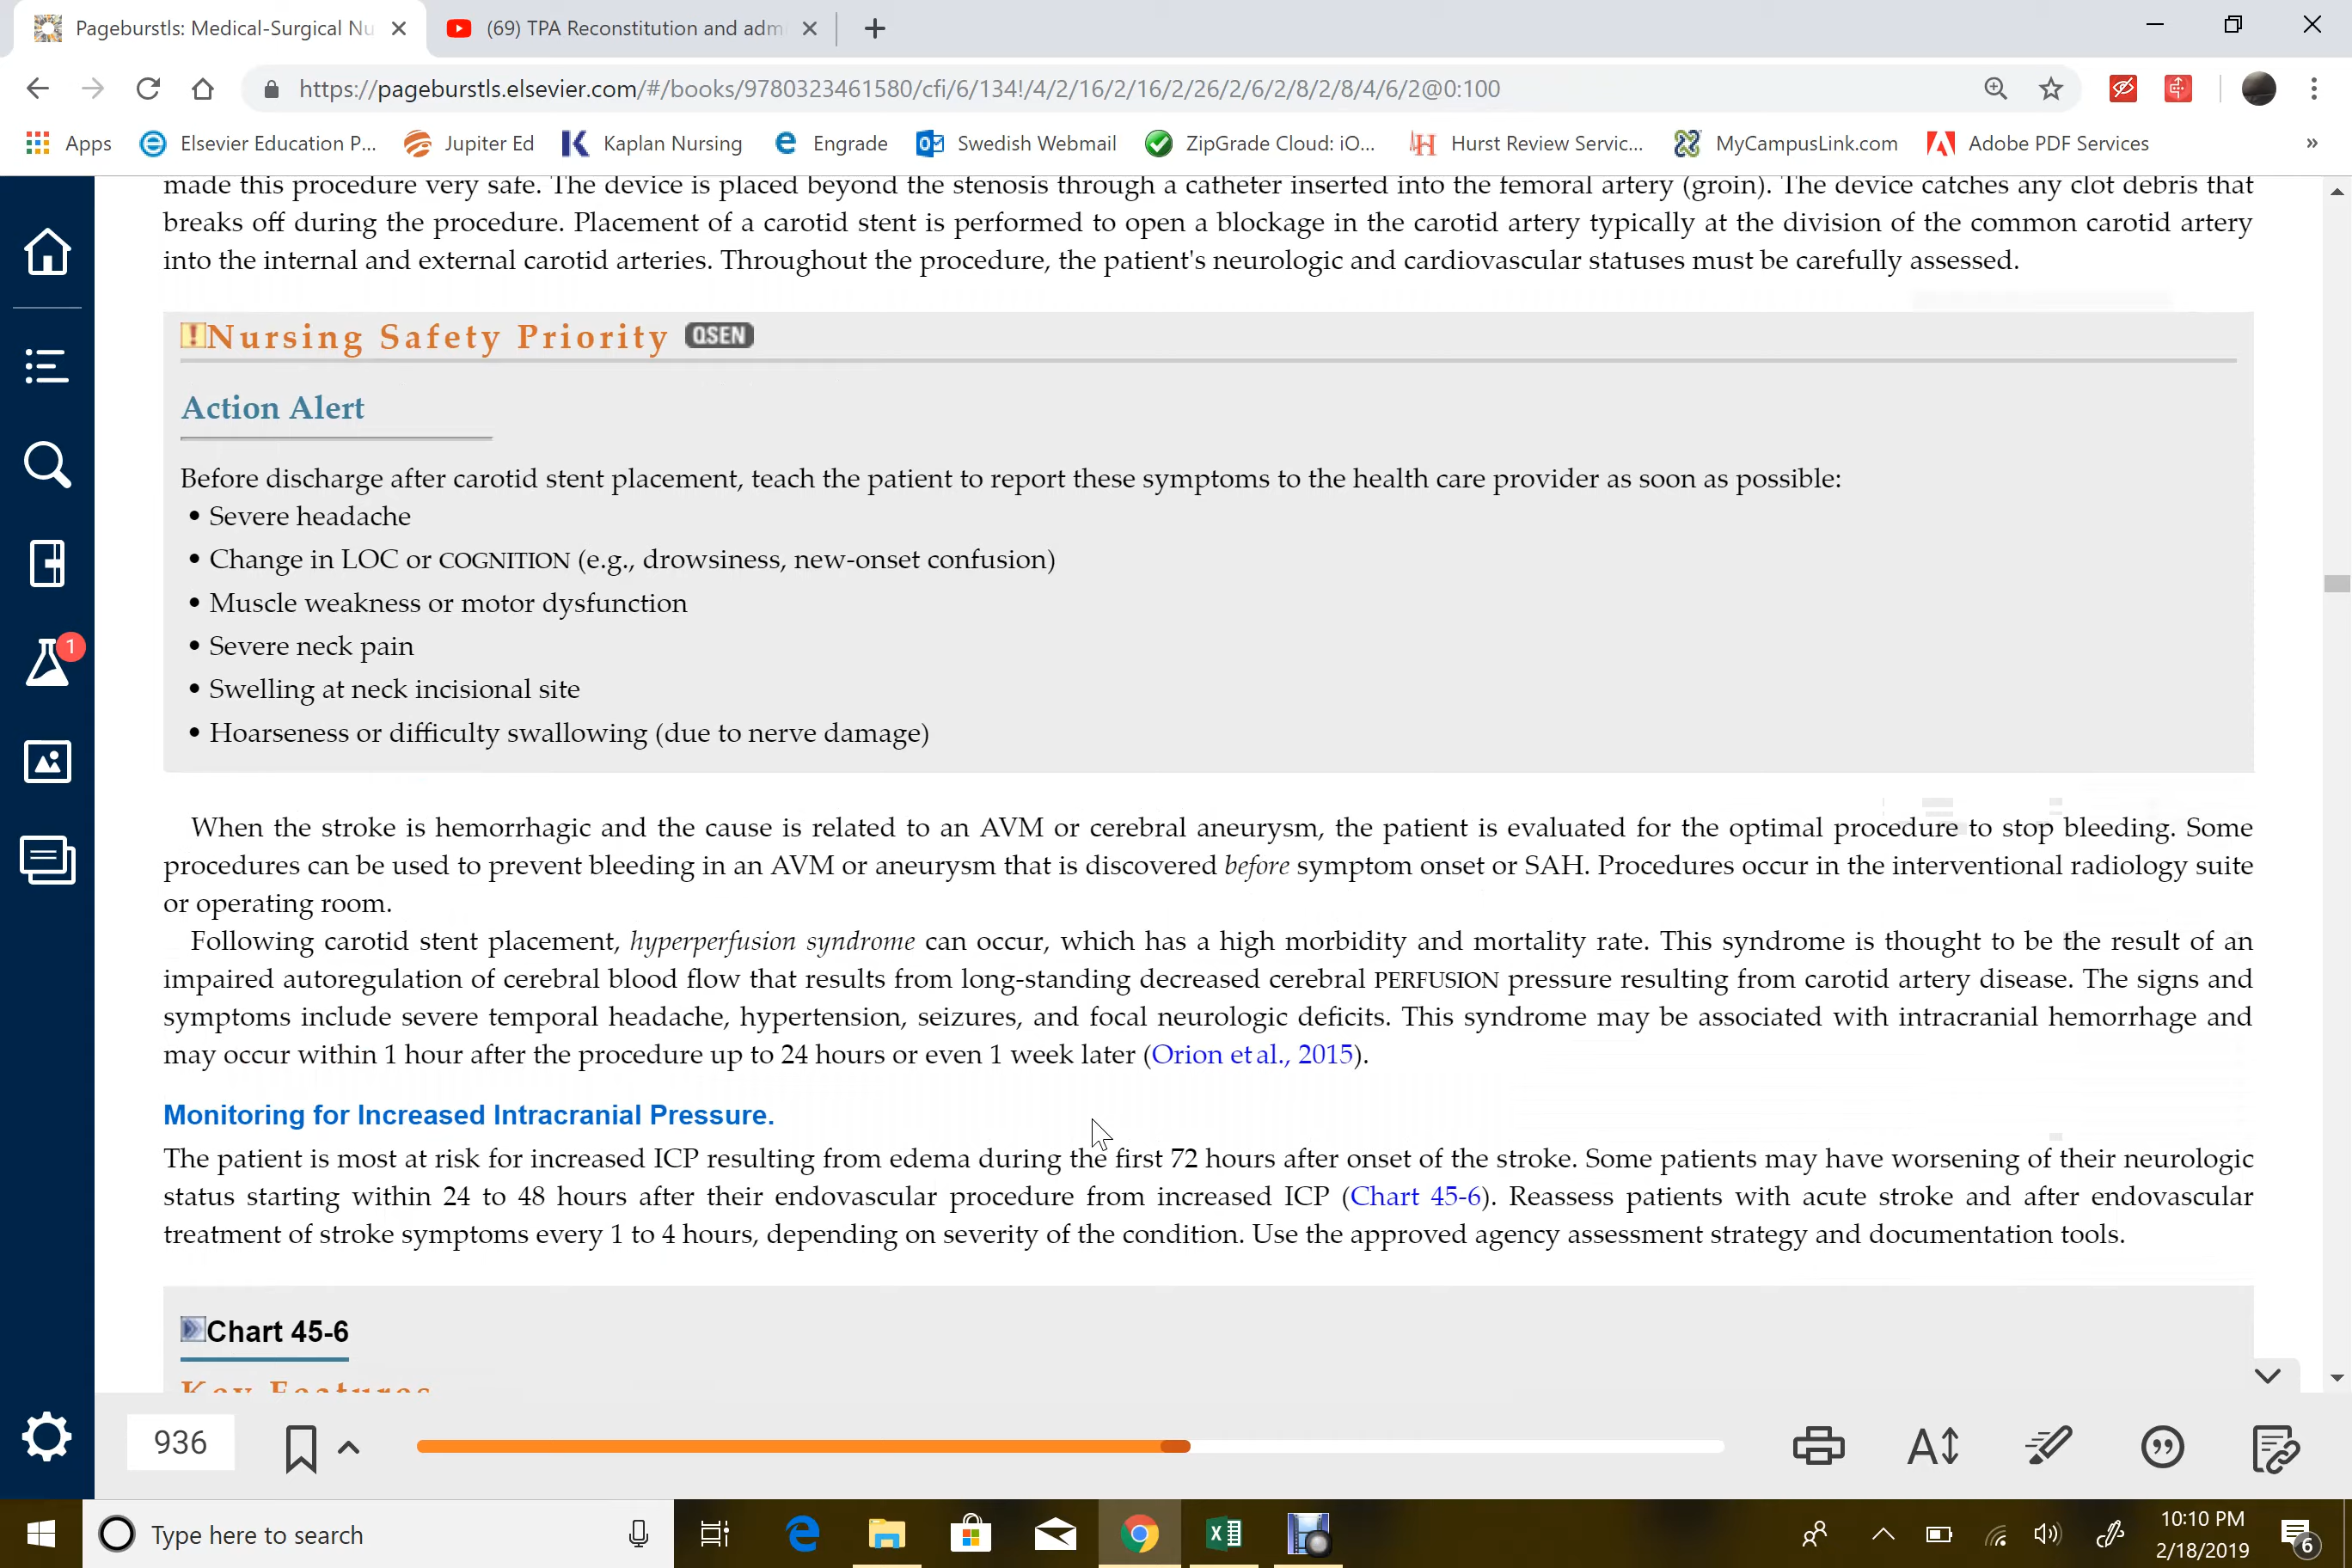 Pageburstls: Medical-Surgical Nu
(69) TPA Reconstitution and adm
https://pageburstls.elsevier.com/#/books/9780323461580/cfi/6/134!/4/2/16/2/16/2/26/2/6/2/8/2/8/4/6/2@0:100
Apps Elsevier Education P... Jupiter Ed Kaplan Nursing Engrade Swedish Webmail ZipGrade Cloud: iO... Hurst Review Servic... MyCampusLink.com Adobe PDF Services »
made this procedure very safe. The device is placed beyond the stenosis through a catheter inserted into the femoral artery (groin). The device catches any clot debris that
breaks off during the procedure. Placement of a carotid stent is performed to open a blockage in the carotid artery typically at the division of the common carotid artery
into the internal and external carotid arteries. Throughout the procedure, the patient's neurologic and cardiovascular statuses must be carefully assessed.
! Nursing Safety Priority QSEN
Action Alert
Before discharge after carotid stent placement, teach the patient to report these symptoms to the health care provider as soon as possible:
• Severe headache
• Change in LOC or COGNITION (e.g., drowsiness, new-onset confusion)
• Muscle weakness or motor dysfunction
• Severe neck pain
• Swelling at neck incisional site
• Hoarseness or difficulty swallowing (due to nerve damage)
1
When the stroke is hemorrhagic and the cause is related to an AVM or cerebral aneurysm, the patient is evaluated for the optimal procedure to stop bleeding. Some
procedures can be used to prevent bleeding in an AVM or aneurysm that is discovered before symptom onset or SAH. Procedures occur in the interventional radiology suite
or operating room.
Following carotid stent placement, hyperperfusion syndrome can occur, which has a high morbidity and mortality rate. This syndrome is thought to be the result of an
impaired autoregulation of cerebral blood flow that results from long-standing decreased cerebral PERFUSION pressure resulting from carotid artery disease. The signs and
symptoms include severe temporal headache, hypertension, seizures, and focal neurologic deficits. This syndrome may be associated with intracranial hemorrhage and
may occur within 1 hour after the procedure up to 24 hours or even 1 week later (Orion et al., 2015).
Monitoring for Increased Intracranial Pressure.
The patient is most at risk for increased ICP resulting from edema during the first 72 hours after onset of the stroke. Some patients may have worsening of their neurologic
status starting within 24 to 48 hours after their endovascular procedure from increased ICP (Chart 45-6). Reassess patients with acute stroke and after endovascular
treatment of stroke symptoms every 1 to 4 hours, depending on severity of the condition. Use the approved agency assessment strategy and documentation tools.
Chart 45-6
Key Features
936
Type here to search
10:10 PM
2/18/2019
6